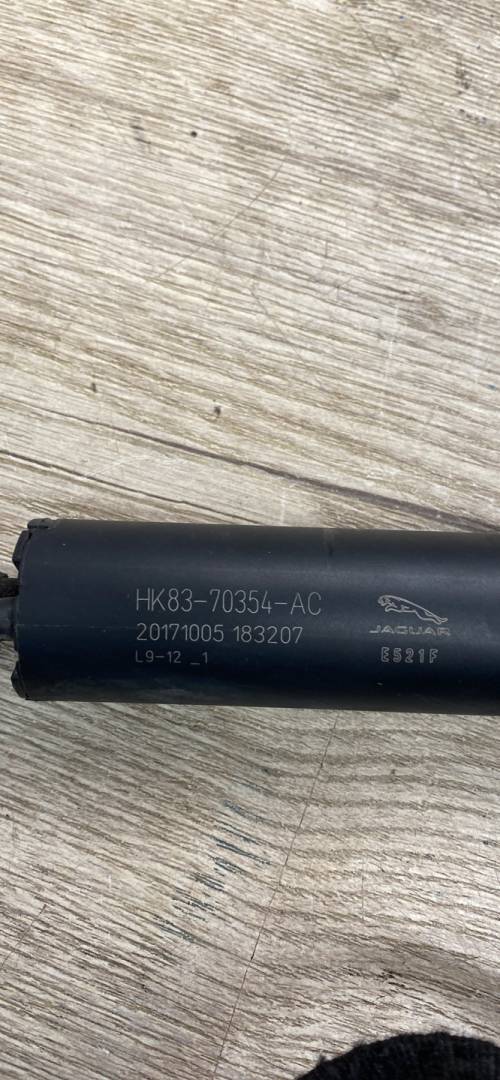 HK83-70354-AC
20171005 183207
L9-12 _1
JAGUAR
E521F